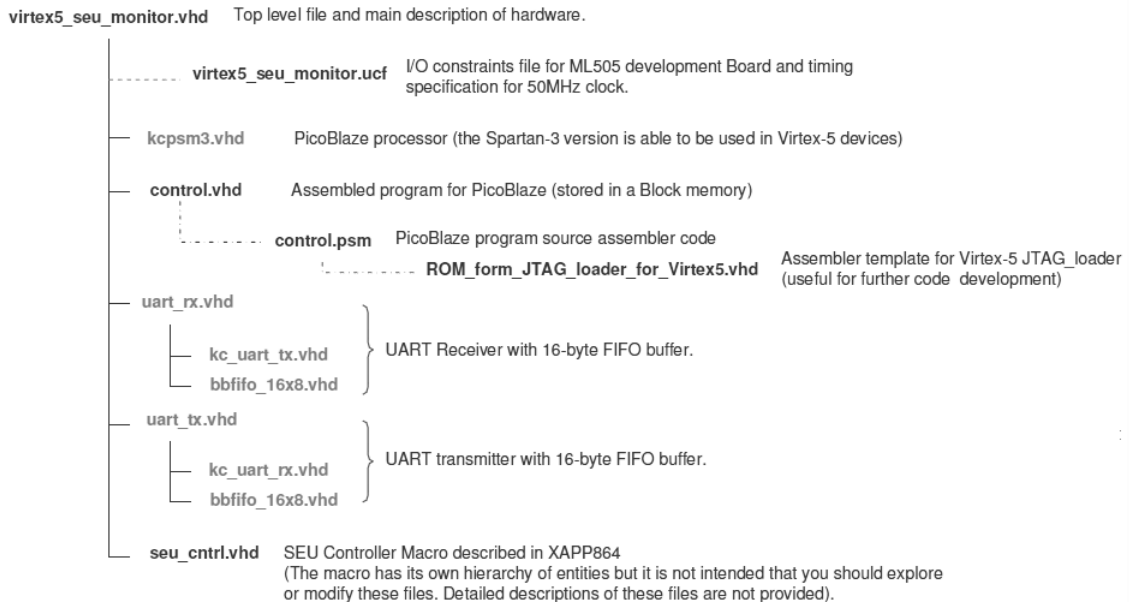 virtex5_seu_monitor.vhd Top level file and main description of hardware.
virtex5_seu_monitor.ucf I/O constraints file for ML505 development Board and timing
specification for 50MHz clock.
kcpsm3.vhd PicoBlaze processor (the Spartan-3 version is able to be used in Virtex-5 devices)
control.vhd Assembled program for PicoBlaze (stored in a Block memory)
control.psm PicoBlaze program source assembler code
ROM_form_JTAG_loader_for_Virtex5.vhd Assembler template for Virtex-5 JTAG_loader
(useful for further code development)
uart_rx.vhd
kc_uart_tx.vhd
UART Receiver with 16-byte FIFO buffer.
bbfifo_16x8.vhd
uart_tx.vhd
kc_uart_rx.vhd
UART transmitter with 16-byte FIFO buffer.
bbfifo_16x8.vhd
seu_cntrl.vhd SEU Controller Macro described in XAPP864
(The macro has its own hierarchy of entities but it is not intended that you should explore
or modify these files. Detailed descriptions of these files are not provided).